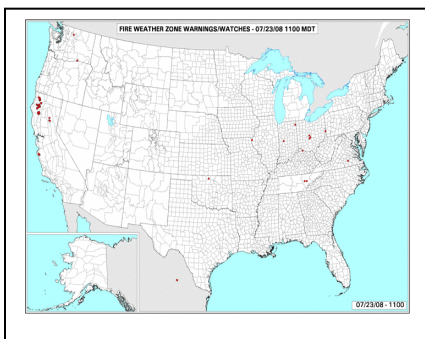 FIRE WEATHER ZONE WARNINGS/WATCHES - 07/23/08 1100 MDT
07/23/08 - 1100